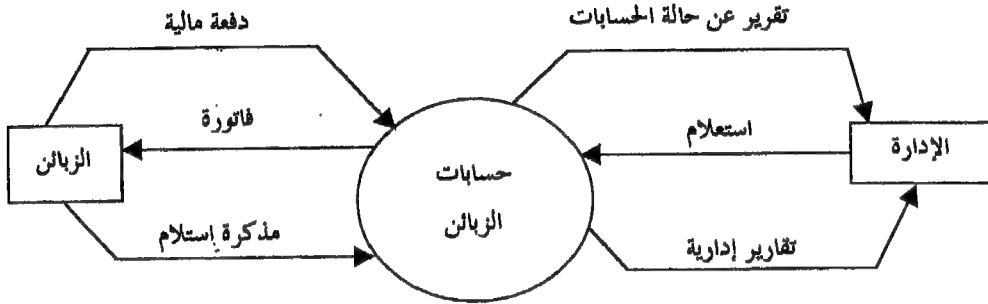 تقرير عن حالة الحسابات
دفعة مالية
فاتورة
استعلام
الإدارة
الزبائن
حسابات
الزبائن
مذكرة إستلام
تقارير إدارية